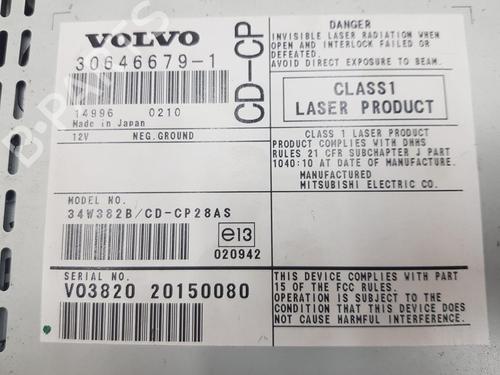 VOLVO
30646679-1
14996 0210
Made in Japan
12V NEG.GROUND
CD-CP
MODEL NO.
34W382B/CD-CP28AS
e13
020942
SERIAL NO.
VO3820 20150080
DANGER
INVISIBLE LASER RADIATION WHEN
OPEN AND INTERLOCK FAILED OR
DEFEATED.
AVOID DIRECT EXPOSURE TO BEAM.
CLASS1
LASER PRODUCT
CLASS 1 LASER PRODUCT
PRODUCT COMPLIES WITH DHHS
RULES 21 CFR SUBCHAPTER J PART
1040:10 AT DATE OF MANUFACTURE.
MANUFACTURED
MITSUBISHI ELECTRIC CO.
THIS DEVICE COMPLIES WITH PART
15 OF THE FCC RULES.
OPERATION IS SUBJECT TO THE
CONDITION THAT THIS DEVICE DOES
NOT CAUSE HARMFUL INTERFERENCE.
B-PARTS